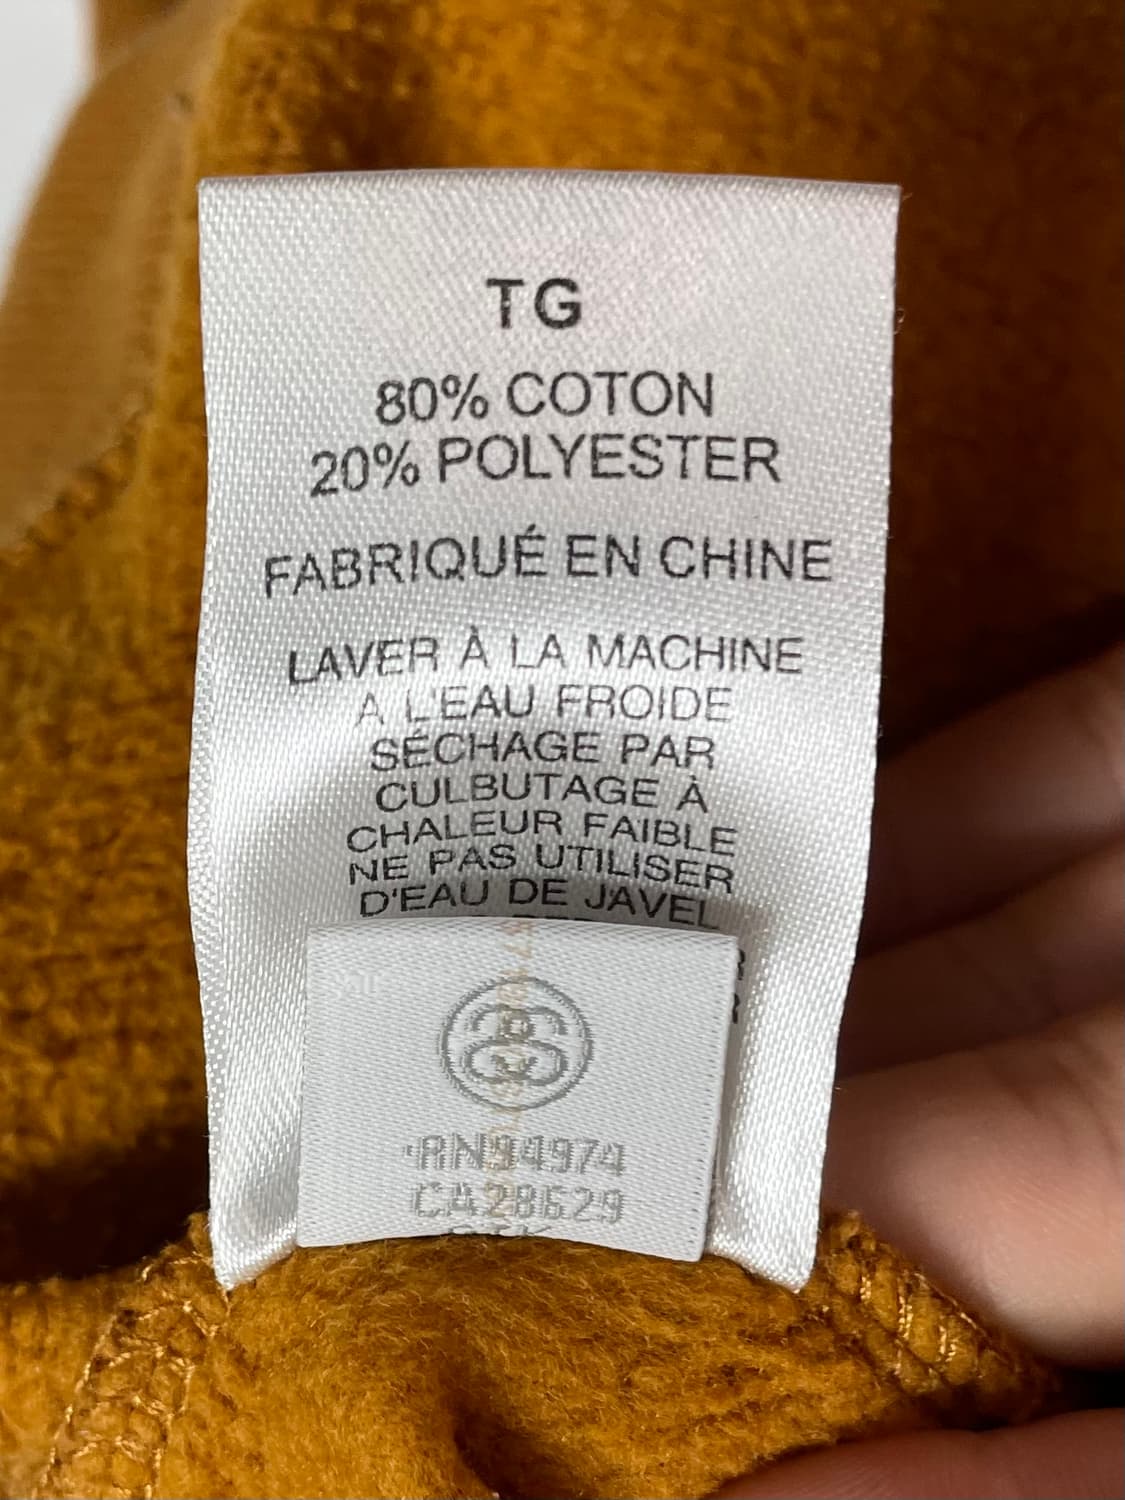 TG
80% COTON
20% POLYESTER
FABRIQUÉ EN CHINE
LAVER À LA MACHINE
A L'EAU FROIDE
SÉCHAGE PAR
CULBUTAGE À
CHALEUR FAIBLE
NE PAS UTILISER
D'EAU DE JAVEL
RN94974
CA28629